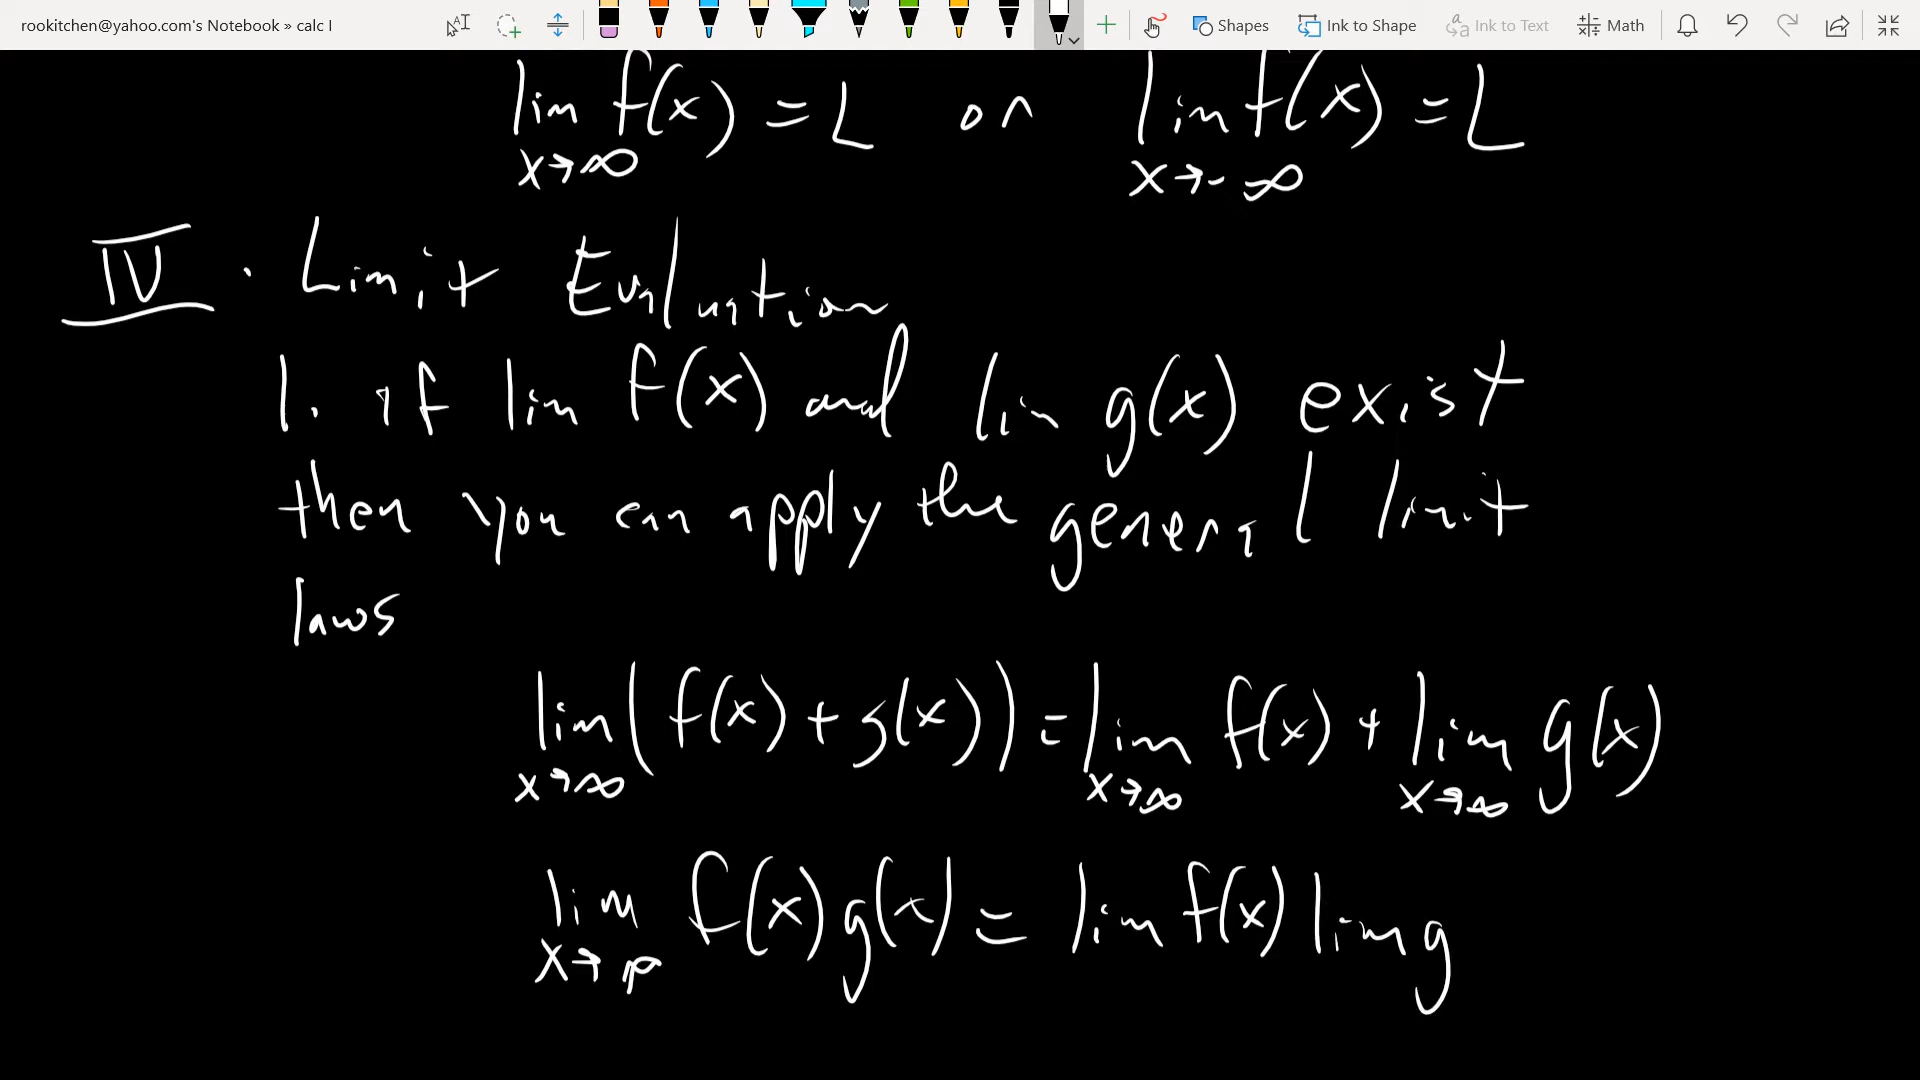 rookitchen@yahoo.com's Notebook » calc I Shapes Ink to Shape Ink to Text Math
lim f(x) = L or lim f(x) = L
x→∞ x→-∞
IV. Limit Evaluation
1. if lim f(x) and lim g(x) exist
then you can apply the general limit
laws
lim (f(x) + g(x)) = lim f(x) + lim g(x)
x→∞ x→∞ x→∞
lim f(x) g(x) = lim f(x) lim g
x→